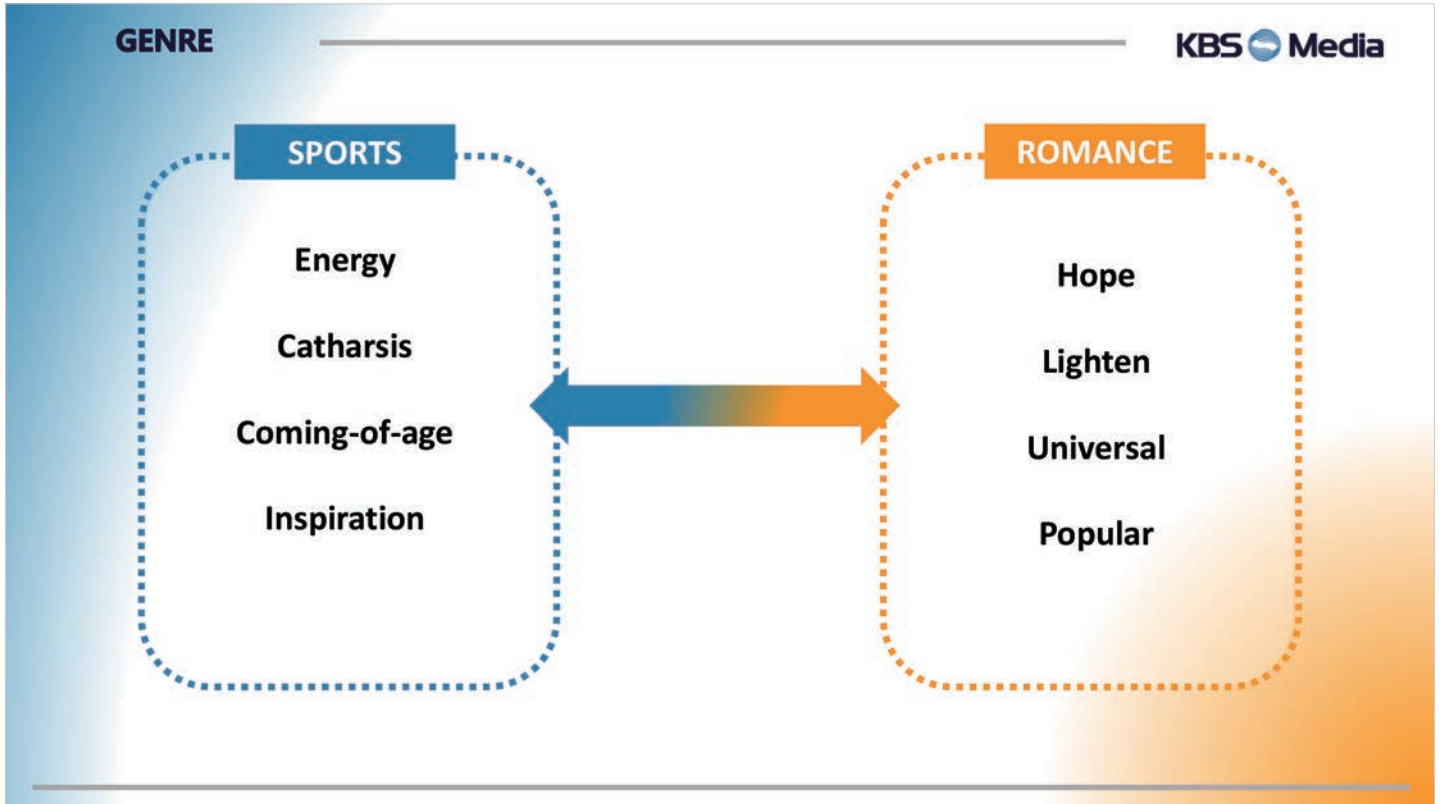 GENRE
KBS Media
SPORTS
Energy
Catharsis
Coming-of-age
Inspiration
ROMANCE
Hope
Lighten
Universal
Popular